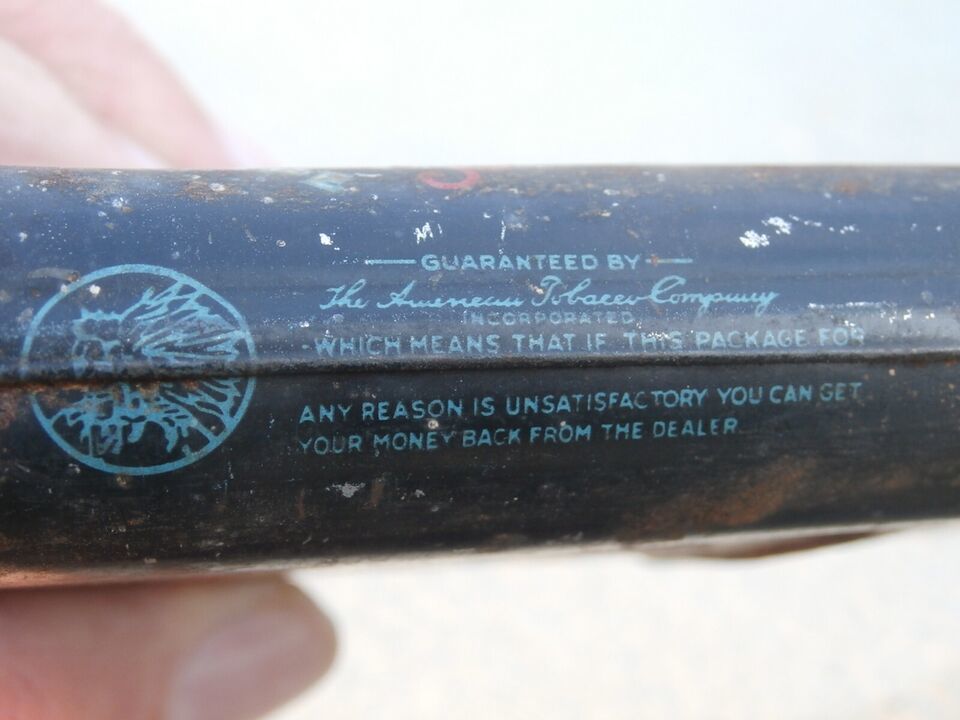 GUARANTEED BY
The American Tobacco Company
INCORPORATED
-WHICH MEANS THAT IF THIS PACKAGE FOR
ANY REASON IS UNSATISFACTORY YOU CAN GET
YOUR MONEY BACK FROM THE DEALER